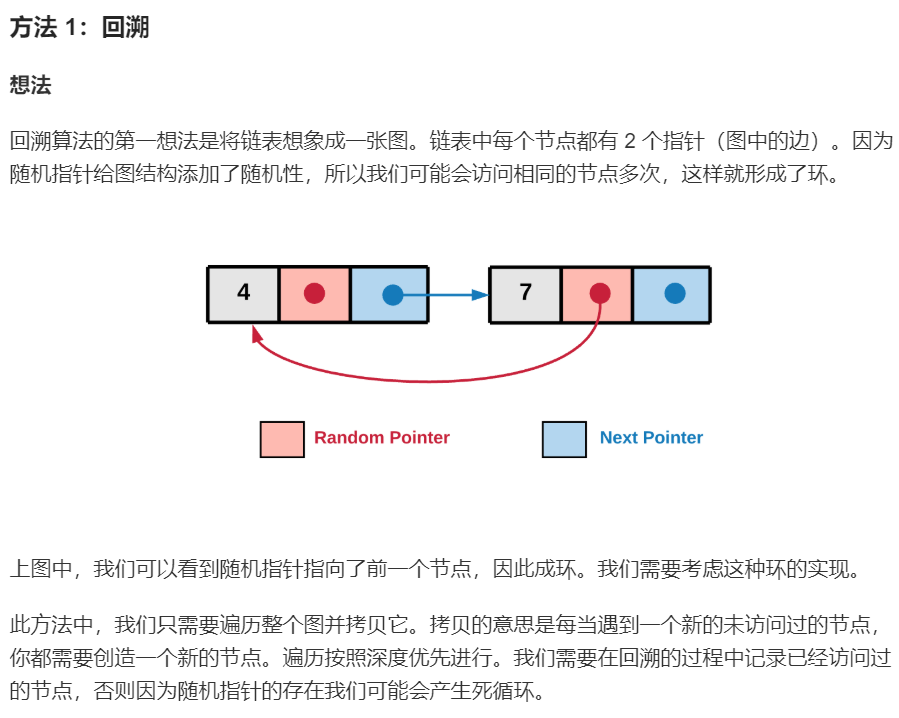 方法 1：回溯
想法
回溯算法的第一想法是将链表想象成一张图。链表中每个节点都有 2 个指针（图中的边）。因为
随机指针给图结构添加了随机性，所以我们可能会访问相同的节点多次，这样就形成了环。
4
7
Random Pointer
Next Pointer
上图中，我们可以看到随机指针指向了前一个节点，因此成环。我们需要考虑这种环的实现。
此方法中，我们只需要遍历整个图并拷贝它。拷贝的意思是每当遇到一个新的未访问过的节点，
你都需要创造一个新的节点。遍历按照深度优先进行。我们需要在回溯的过程中记录已经访问过
的节点，否则因为随机指针的存在我们可能会产生死循环。